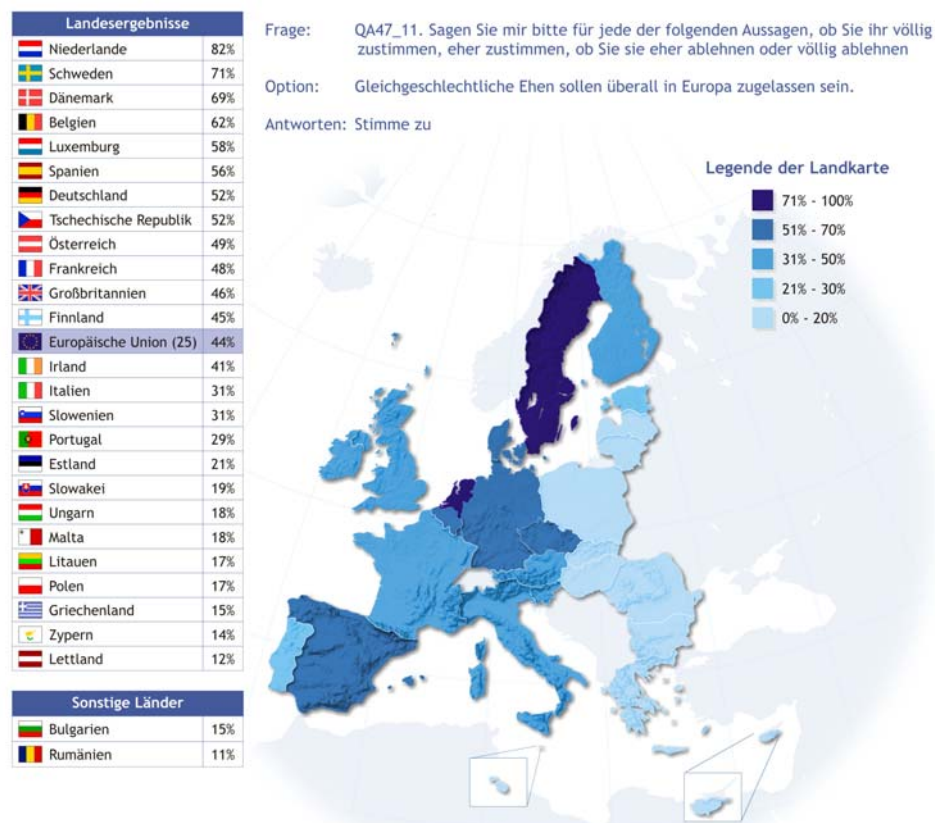 Landesergebnisse
Niederlande 82%
Schweden 71%
Dänemark 69%
Belgien 62%
Luxemburg 58%
Spanien 56%
Deutschland 52%
Tschechische Republik 52%
Österreich 49%
Frankreich 48%
Großbritannien 46%
Finnland 45%
Europäische Union (25) 44%
Irland 41%
Italien 31%
Slowenien 31%
Portugal 29%
Estland 21%
Slowakei 19%
Ungarn 18%
Malta 18%
Litauen 17%
Polen 17%
Griechenland 15%
Zypern 14%
Lettland 12%
Sonstige Länder
Bulgarien 15%
Rumänien 11%
Frage: QA47_11. Sagen Sie mir bitte für jede der folgenden Aussagen, ob Sie ihr völlig
zustimmen, eher zustimmen, ob Sie sie eher ablehnen oder völlig ablehnen
Option: Gleichgeschlechtliche Ehen sollen überall in Europa zugelassen sein.
Antworten: Stimme zu
Legende der Landkarte
71% - 100%
51% - 70%
31% - 50%
21% - 30%
0% - 20%